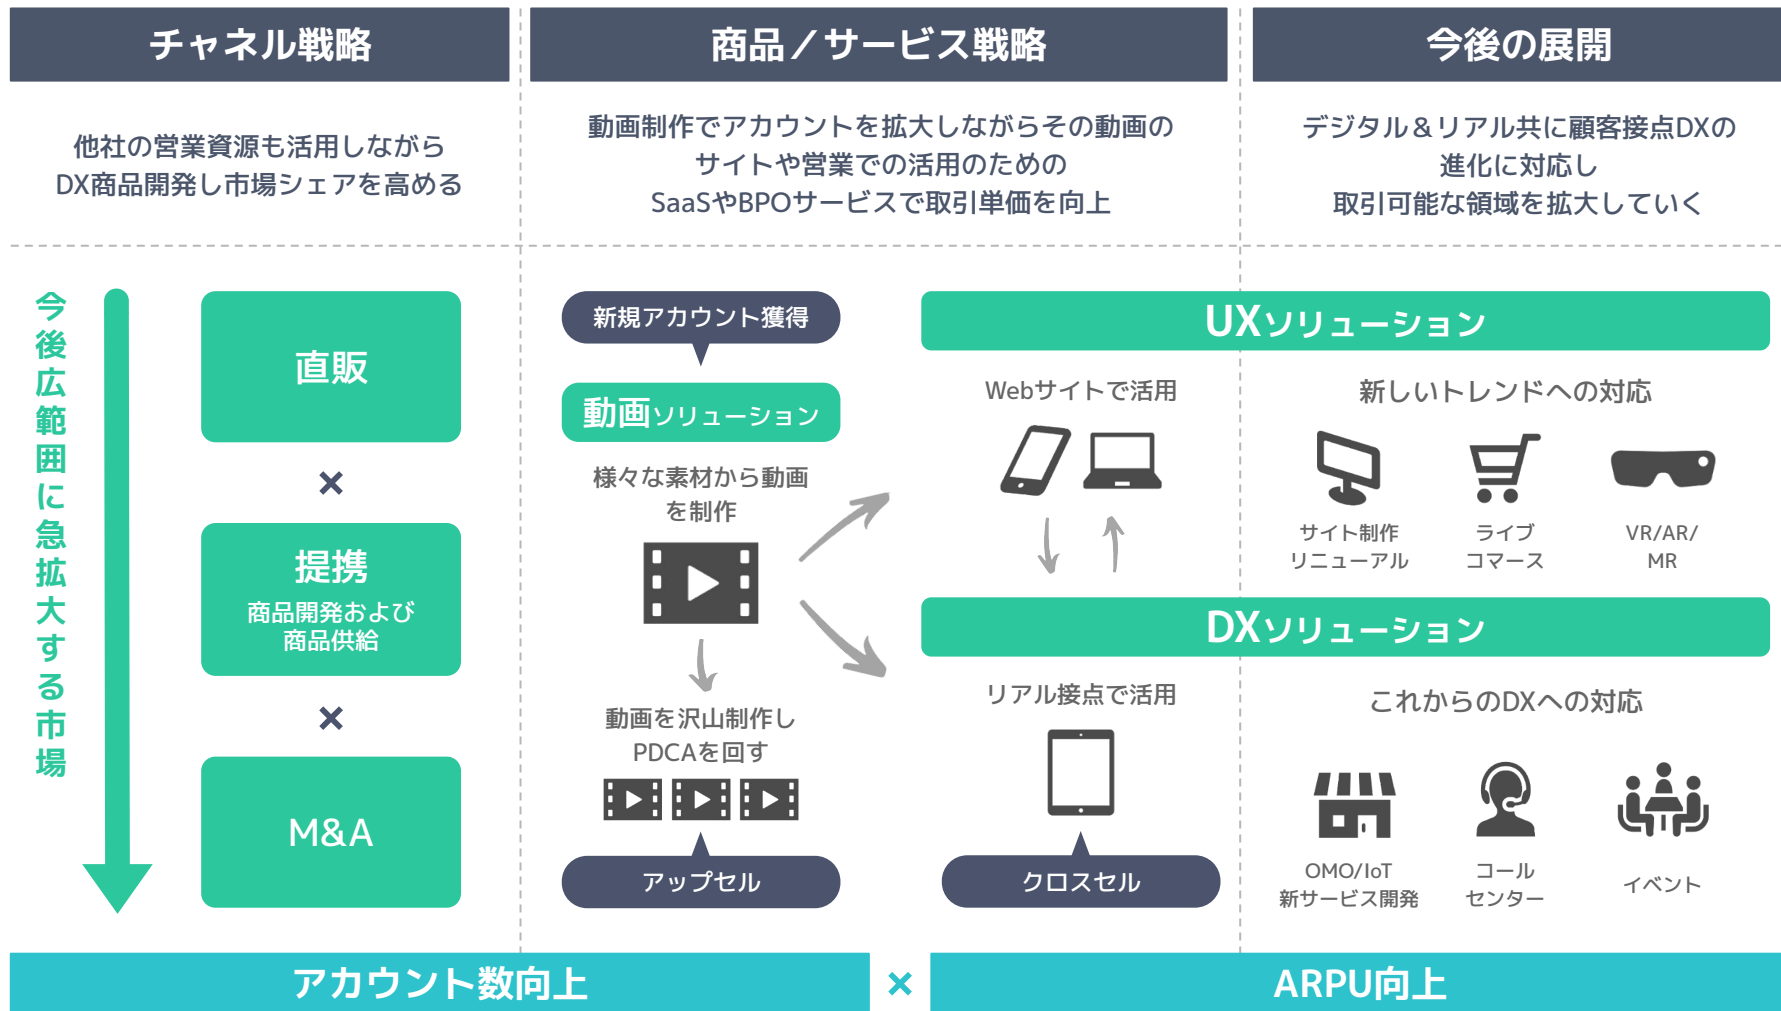 チャネル戦略
商品／サービス戦略
今後の展開
他社の営業資源も活用しながら
DX商品開発し市場シェアを高める
動画制作でアカウントを拡大しながらその動画の
サイトや営業での活用のための
SaaSやBPOサービスで取引単価を向上
デジタル＆リアル共に顧客接点DXの
進化に対応し
取引可能な領域を拡大していく
今後広範囲に急拡大する市場
直販
×
提携
商品開発および
商品供給
×
M&A
新規アカウント獲得
動画ソリューション
様々な素材から動画
を制作
動画を沢山制作し
PDCAを回す
アップセル
UXソリューション
Webサイトで活用
新しいトレンドへの対応
サイト制作
リニューアル
ライブ
コマース
VR/AR/
MR
DXソリューション
リアル接点で活用
クロスセル
これからのDXへの対応
OMO/IoT
新サービス開発
コール
センター
イベント
アカウント数向上
×
ARPU向上